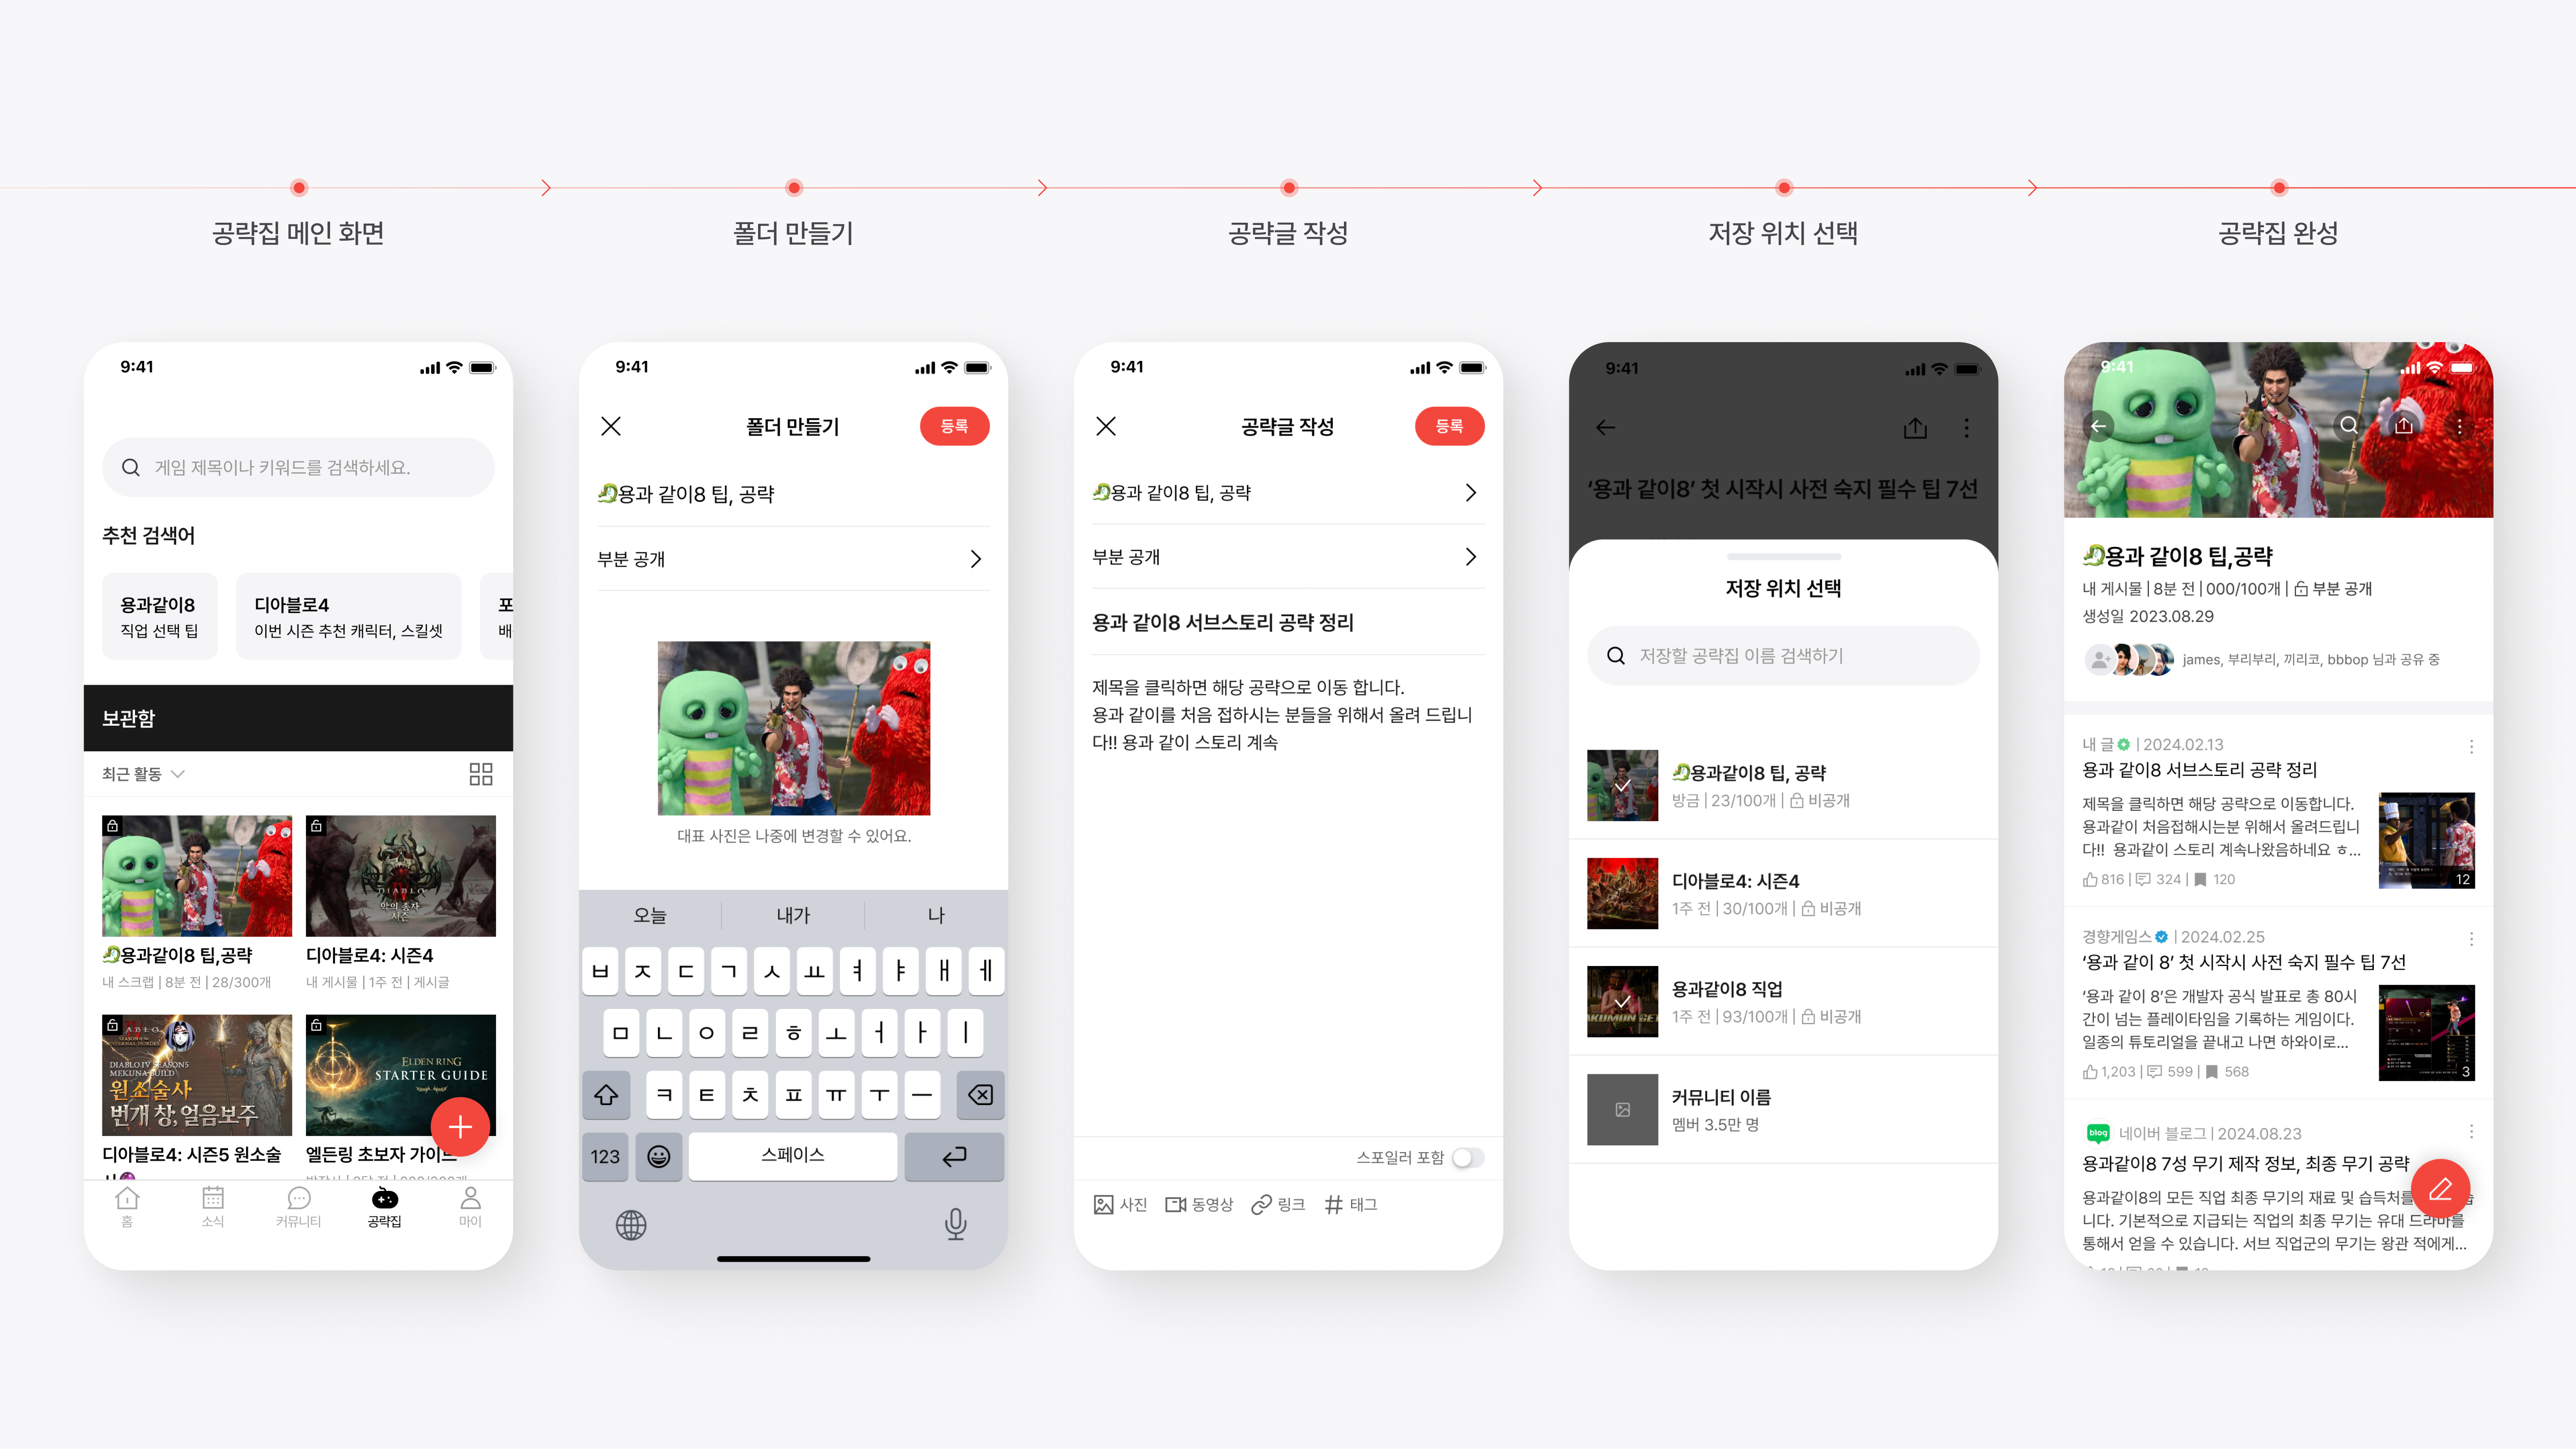 공략집 메인 화면
폴더 만들기
공략글 작성
저장 위치 선택
공략집 완성
9:41
게임 제목이나 키워드를 검색하세요.
추천 검색어
용과같이8
직업 선택 팁
디아블로4
이번 시즌 추천 캐릭터, 스킬셋
포
배
보관함
최근 활동
DIABLO
악의 종자
시즌
용과같이8 팁,공략
내 스크랩 | 8분 전 | 28/300개
디아블로4: 시즌4
내 게시물 | 1주 전 | 게시글
DIABLO IV SEASON5
MEKUNA BUILD
원소술사
번개 창, 얼음보주
ELDEN RING
STARTER GUIDE
디아블로4: 시즌5 원소술
엘든링 초보자 가이드
홈
소식
커뮤니티
공략집
마이
9:41
폴더 만들기
등록
용과 같이8 팁, 공략
부분 공개
대표 사진은 나중에 변경할 수 있어요.
오늘
내가
나
ㅂ ㅈ ㄷ ㄱ ㅅ ㅛ ㅕ ㅑ ㅐ ㅔ
ㅁ ㄴ ㅇ ㄹ ㅎ ㅗ ㅓ ㅏ ㅣ
ㅋ ㅌ ㅊ ㅍ ㅠ ㅜ ㅡ
123
스페이스
9:41
공략글 작성
등록
용과 같이8 팁, 공략
부분 공개
용과 같이8 서브스토리 공략 정리
제목을 클릭하면 해당 공략으로 이동 합니다.
용과 같이를 처음 접하시는 분들을 위해서 올려 드립니
다!! 용과 같이 스토리 계속
스포일러 포함
사진
동영상
링크
태그
9:41
‘용과 같이8’ 첫 시작시 사전 숙지 필수 팁 7선
저장 위치 선택
저장할 공략집 이름 검색하기
용과같이8 팁, 공략
방금 | 23/100개 | 비공개
디아블로4: 시즌4
1주 전 | 30/100개 | 비공개
용과같이8 직업
1주 전 | 93/100개 | 비공개
커뮤니티 이름
멤버 3.5만 명
9:41
용과 같이8 팁,공략
내 게시물 | 8분 전 | 000/100개 | 부분 공개
생성일 2023.08.29
james, 부리부리, 끼리코, bbbop 님과 공유 중
내 글 | 2024.02.13
용과 같이8 서브스토리 공략 정리
제목을 클릭하면 해당 공략으로 이동합니다.
용과같이 처음접해시는분 위해서 올려드립니
다!! 용과같이 스토리 계속나왔음하네요 ㅎ...
12
816 | 324 | 120
경향게임스 | 2024.02.25
‘용과 같이 8’ 첫 시작시 사전 숙지 필수 팁 7선
‘용과 같이 8’은 개발자 공식 발표로 총 80시
간이 넘는 플레이타임을 기록하는 게임이다.
일종의 튜토리얼을 끝내고 나면 하와이로...
3
1,203 | 599 | 568
blog
네이버 블로그 | 2024.08.23
용과같이8 7성 무기 제작 정보, 최종 무기 공략
용과같이8의 모든 직업 최종 무기의 재료 및 습득처를
니다. 기본적으로 지급되는 직업의 최종 무기는 유대 드라마를
통해서 얻을 수 있습니다. 서브 직업군의 무기는 왕관 적에게...